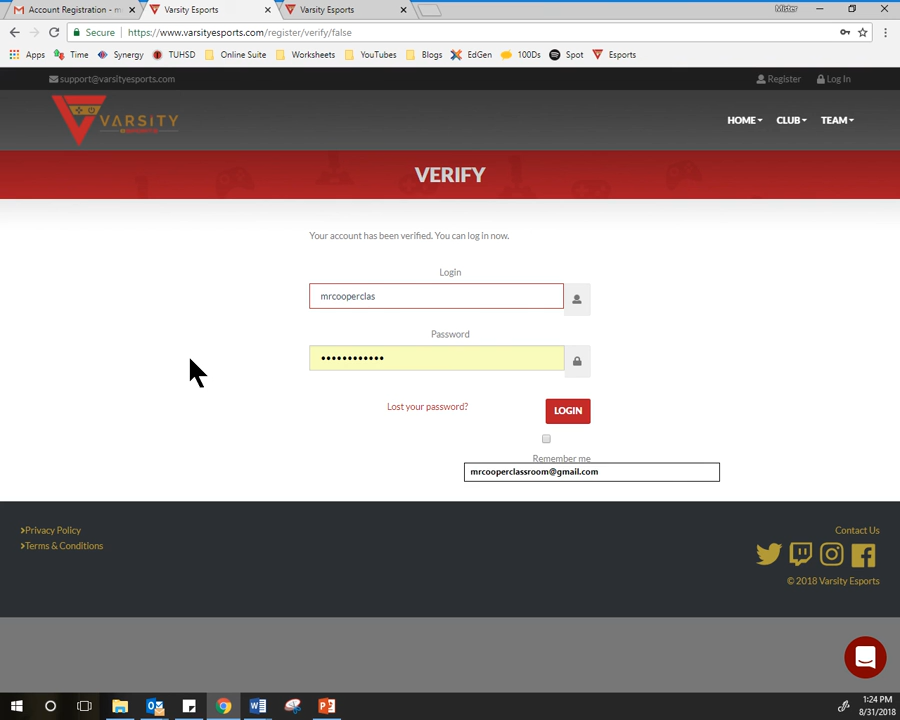 Account Registration - m
Varsity Esports
Varsity Esports
Mister
Secure
https://www.varsityesports.com/register/verify/false
Apps
Time
Synergy
TUHSD
Online Suite
Worksheets
YouTubes
Blogs
EdGen
100Ds
Spot
Esports
support@varsityesports.com
Register
Log In
VARSITY
HOME
CLUB
TEAM
VERIFY
Your account has been verified. You can log in now.
Login
mrcooperclas
Password
••••••••••••
Lost your password?
LOGIN
Remember me
mrcooperclassroom@gmail.com
Privacy Policy
Terms & Conditions
Contact Us
© 2018 Varsity Esports
1:24 PM
8/31/2018